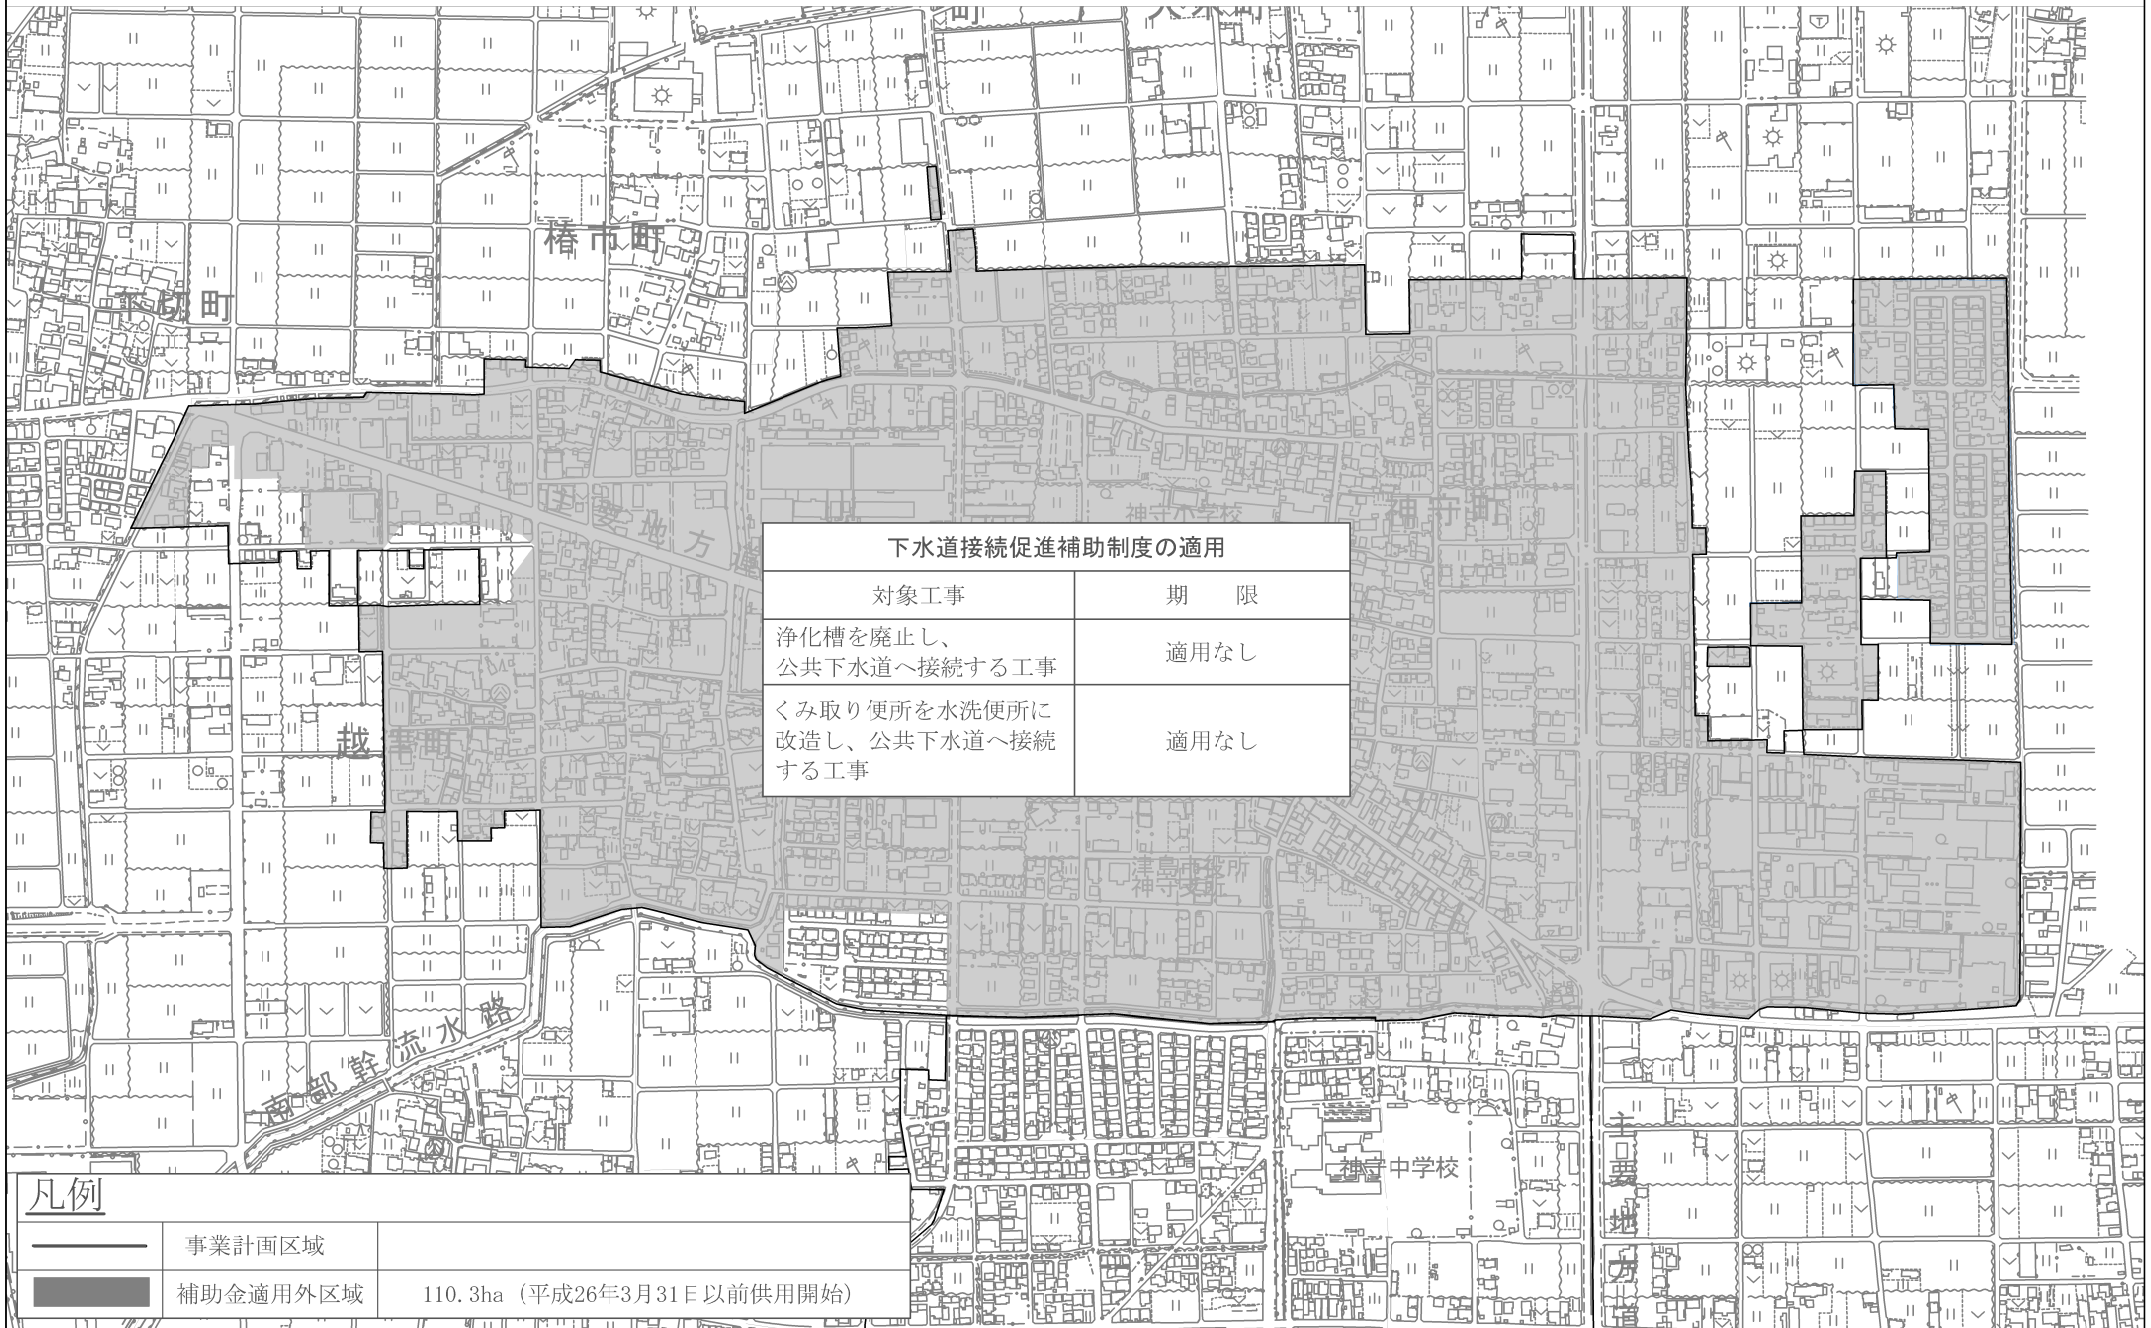 椿市町
下切町
神守小学校
神守町
下水道接続促進補助制度の適用
対象工事
期　　限
浄化槽を廃止し、
公共下水道へ接続する工事
適用なし
くみ取り便所を水洗便所に
改造し、公共下水道へ接続
する工事
適用なし
津島市役所
神守支所
南部幹流水路
神守中学校
主要地方道
凡例
事業計画区域
補助金適用外区域
110.3ha（平成26年3月31日以前供用開始）